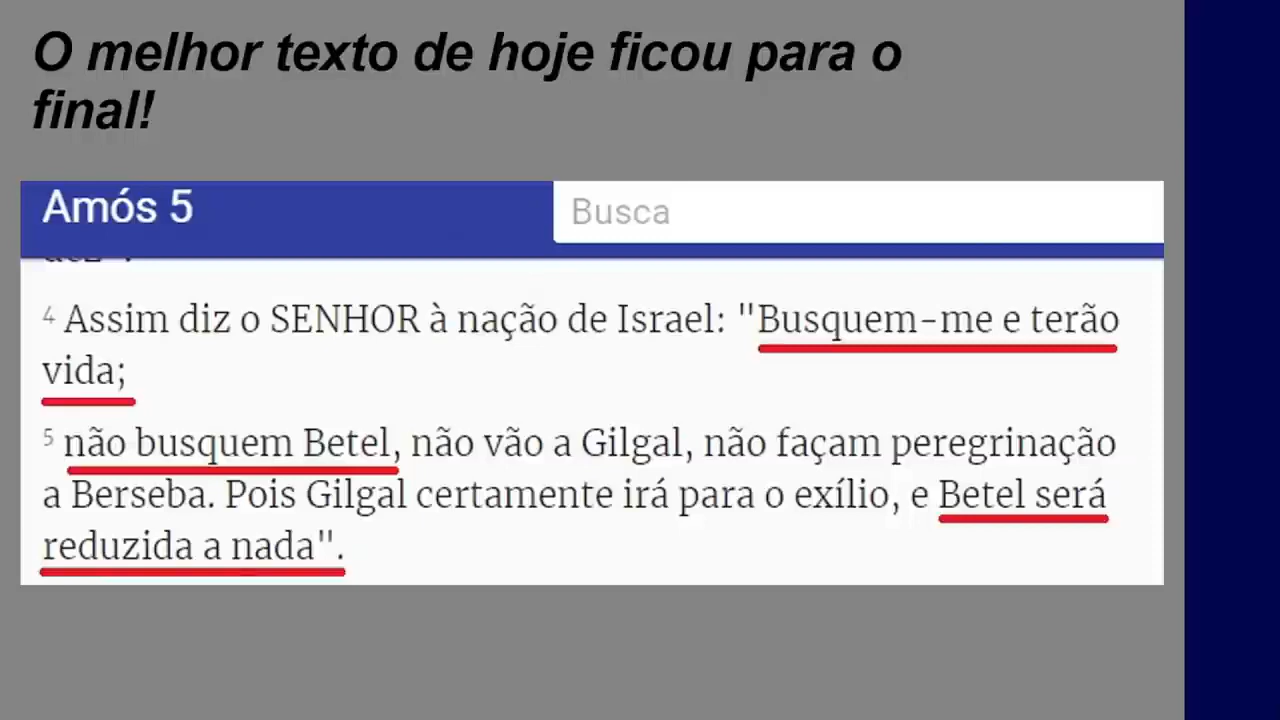 O melhor texto de hoje ficou para o
final!
Amós 5
Busca
4 Assim diz o SENHOR à nação de Israel: "Busquem-me e terão
vida;
5 não busquem Betel, não vão a Gilgal, não façam peregrinação
a Berseba. Pois Gilgal certamente irá para o exílio, e Betel será
reduzida a nada".